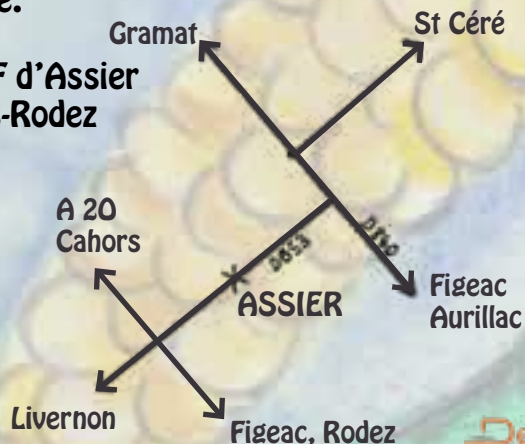 e.
F d'Assier
-Rodez
Gramat
St Céré
A 20
Cahors
D653
D840
ASSIER
Figeac
Aurillac
Livernon
Figeac, Rodez